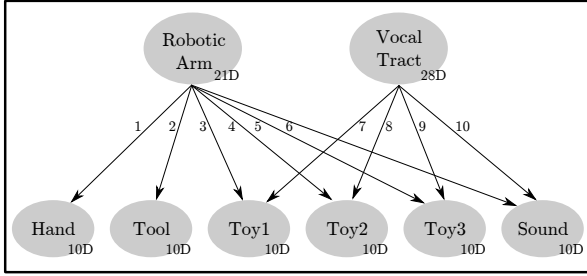 Robotic
Arm
21D
Vocal
Tract
28D
1 2 3 4 5 6 7 8 9 10
Hand
10D
Tool
10D
Toy1
10D
Toy2
10D
Toy3
10D
Sound
10D